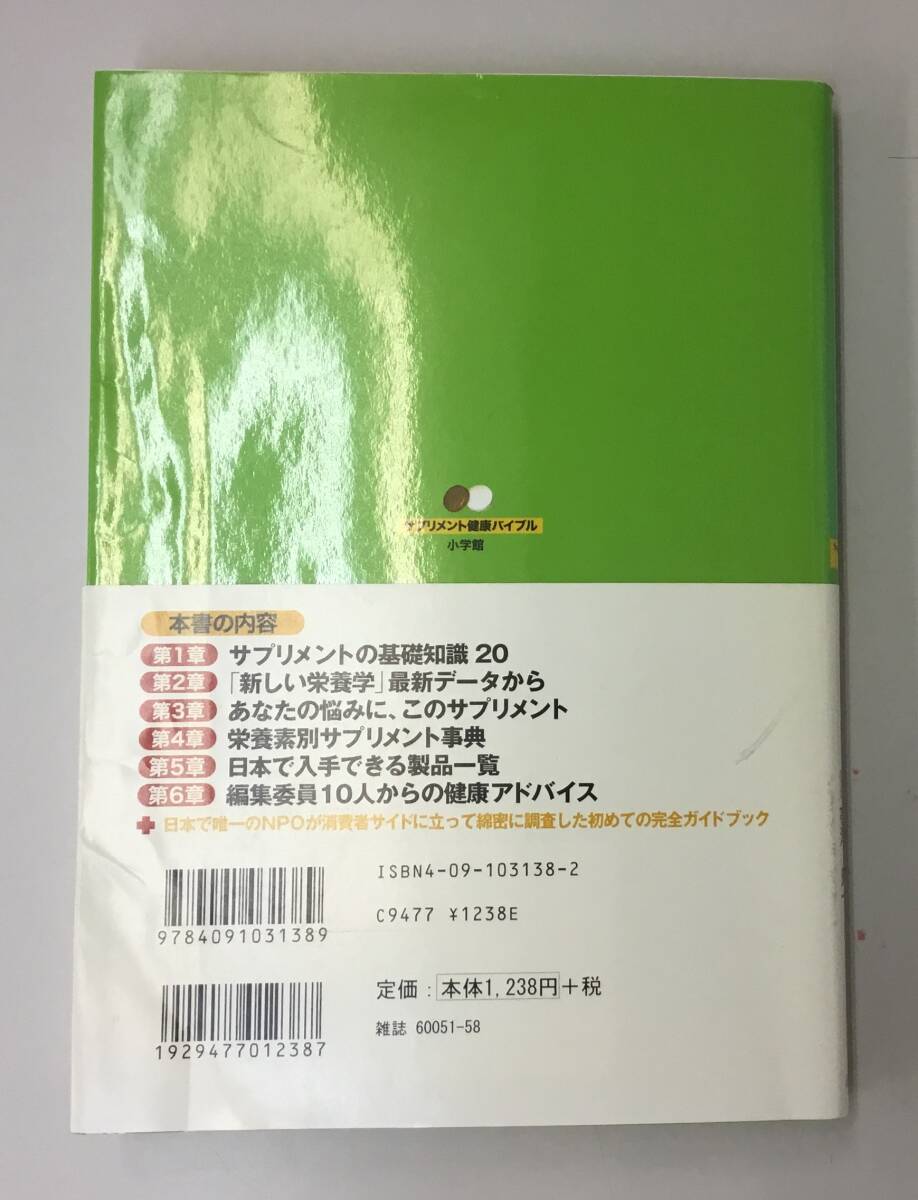 サプリメント健康バイブル
小学館
本書の内容
第1章 サプリメントの基礎知識 20
第2章 「新しい栄養学」最新データから
第3章 あなたの悩みに、このサプリメント
第4章 栄養素別サプリメント事典
第5章 日本で入手できる製品一覧
第6章 編集委員10人からの健康アドバイス
日本で唯一のNPOが消費者サイドに立って綿密に調査した初めての完全ガイドブック
ISBN4-09-103138-2
C9477 ¥1238E
9784091031389
定価：本体1,238円＋税
雑誌 60051-58
1929477012387